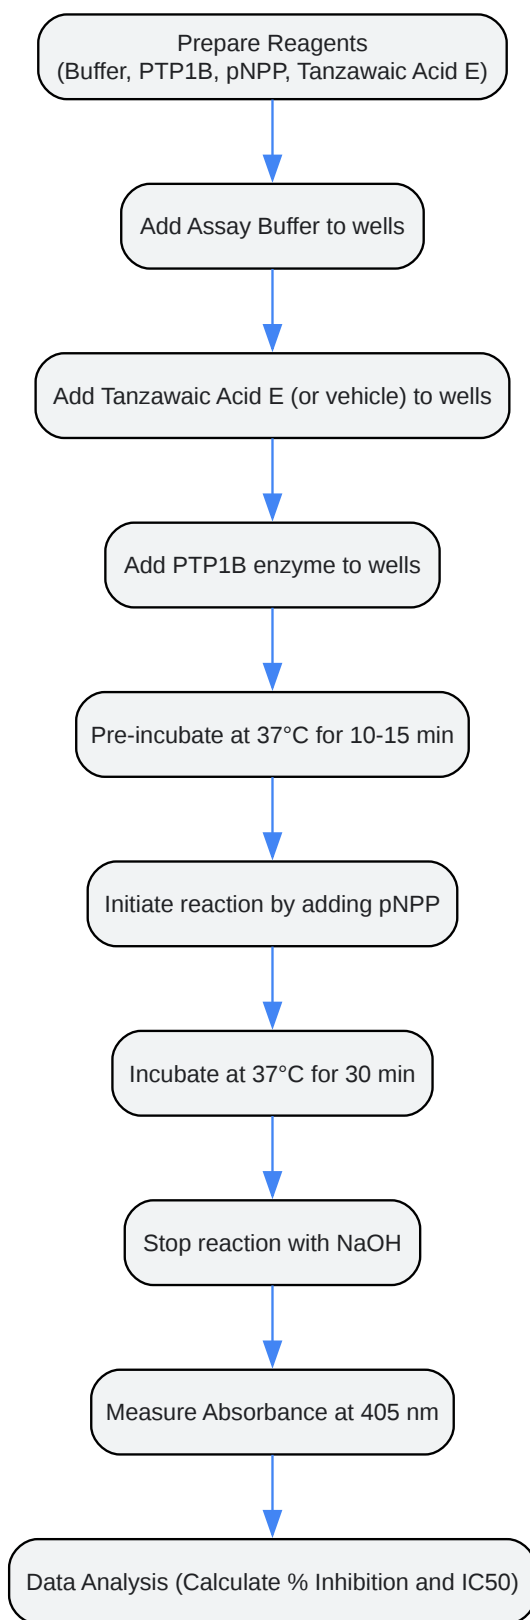 Prepare Reagents
(Buffer, PTP1B, pNPP, Tanzawaic Acid E)
Add Assay Buffer to wells
Add Tanzawaic Acid E (or vehicle) to wells
Add PTP1B enzyme to wells
Pre-incubate at 37°C for 10-15 min
Initiate reaction by adding pNPP
Incubate at 37°C for 30 min
Stop reaction with NaOH
Measure Absorbance at 405 nm
Data Analysis (Calculate % Inhibition and IC50)